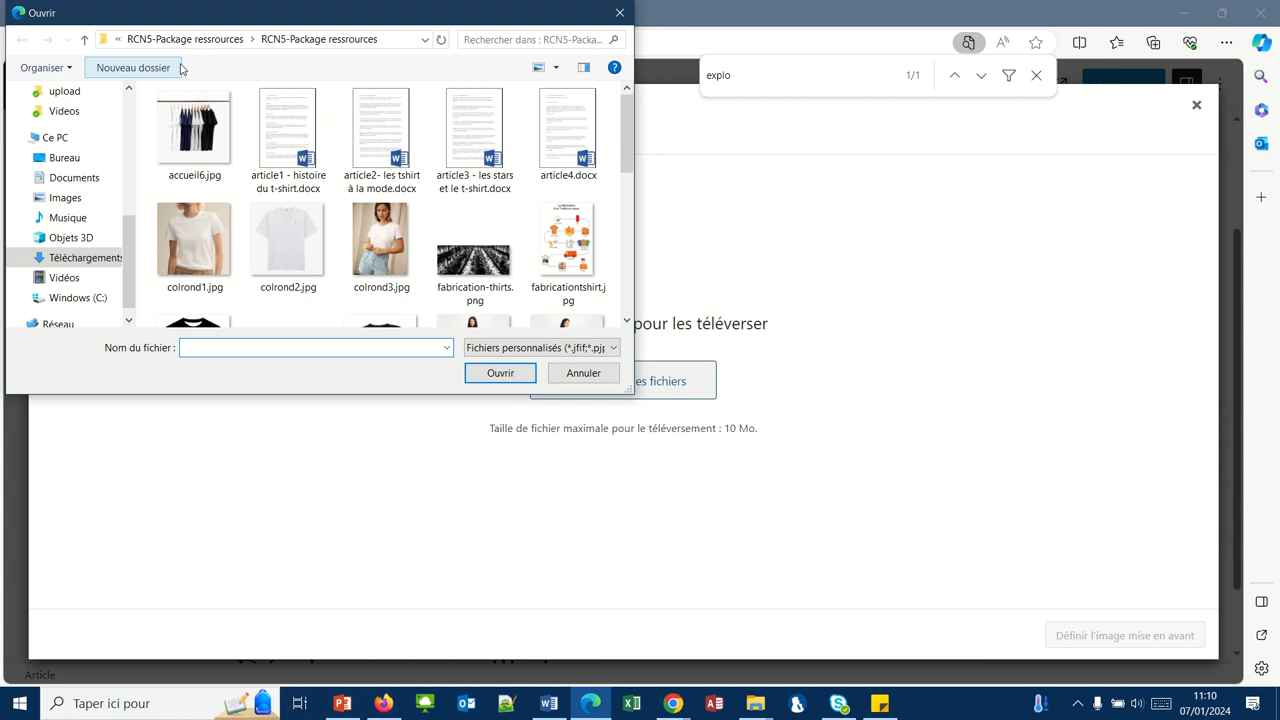 Ouvrir
« RCN5-Package ressrources > RCN5-Package ressrources
Rechercher dans : RCN5-Packa...
Organiser
Nouveau dossier
explo
1/1
upload
Vídeos
Ce PC
Bureau
Documents
Images
Musique
Objets 3D
Téléchargements
Vidéos
Windows (C:)
Réseau
accueil6.jpg
article1 - histoire
du t-shirt.docx
article2- les tshirt
à la mode.docx
article3 - les stars
et le t-shirt.docx
article4.docx
colrond1.jpg
colrond2.jpg
colrond3.jpg
fabrication-thirts.
png
fabricationtshirt.j
pg
Nom du fichier :
Fichiers personnalisés (*.jfif;*.pjp
Ouvrir
Annuler
pour les téléverser
es fichiers
Taille de fichier maximale pour le téléversement : 10 Mo.
Définir l'image mise en avant
Article
Taper ici pour
11:10
07/01/2024